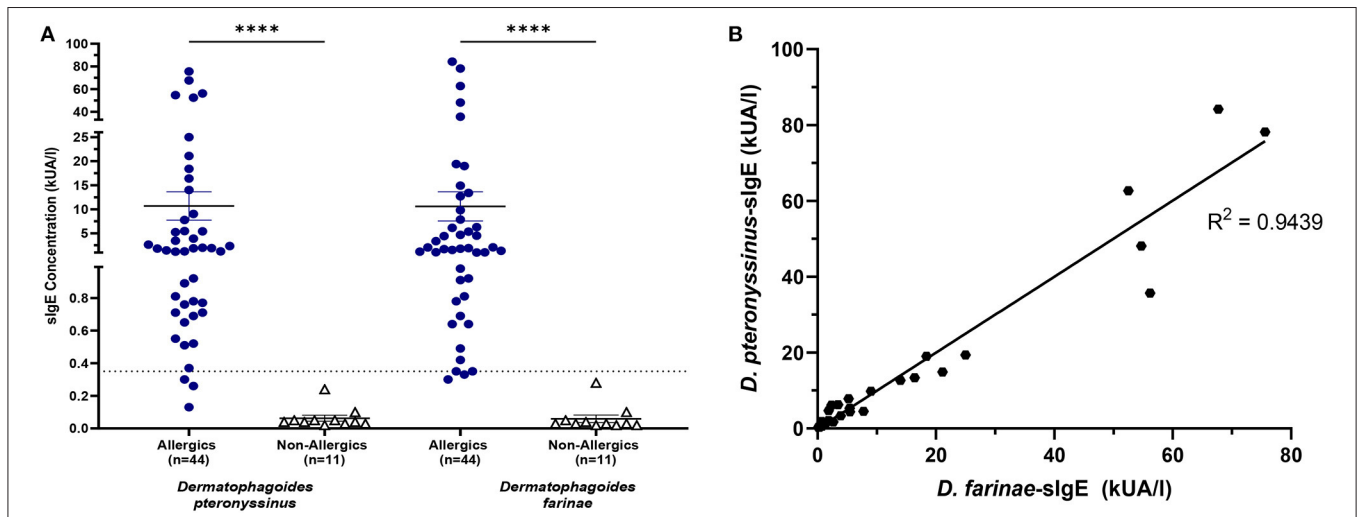 A
**** ****
sIgE Concentration (kUA/l)
100
80
60
40
25
20
15
10
5
0.8
0.6
0.4
0.2
0.0
Allergics Non-Allergics Allergics Non-Allergics
(n=44) (n=11) (n=44) (n=11)
Dermatophagoides Dermatophagoides
pteronyssinus farinae
B
D. pteronyssinus-sIgE (kUA/l)
100
80
60
40
20
0
R² = 0.9439
0 20 40 60 80
D. farinae-sIgE (kUA/l)